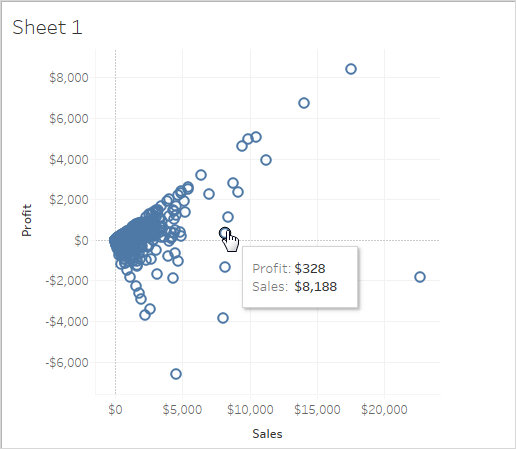 Sheet 1
$8,000
$6,000
$4,000
$2,000
$0
-$2,000
-$4,000
-$6,000
Profit
Profit: $328
Sales: $8,188
$0 $5,000 $10,000 $15,000 $20,000
Sales